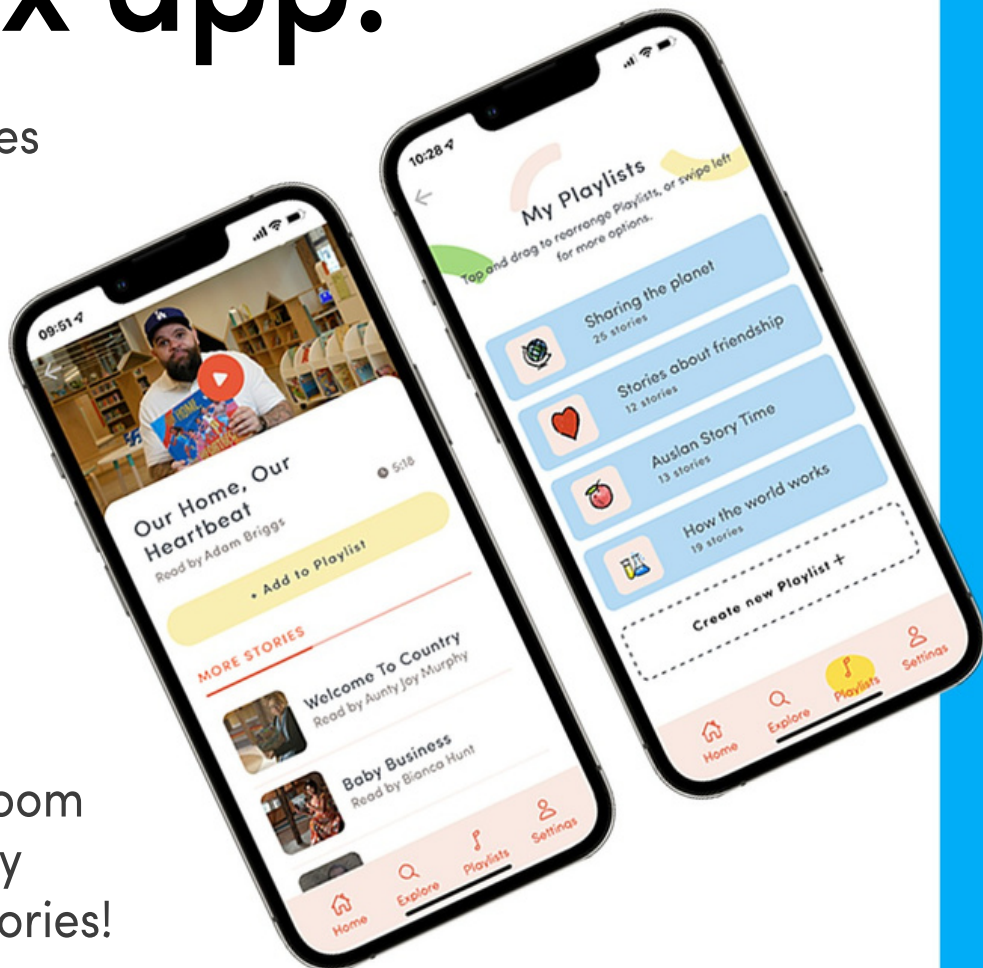 x app.
es
09:51
Our Home, Our
Heartbeat
5:18
Read by Adam Briggs
+ Add to Playlist
MORE STORIES
Welcome To Country
Read by Aunty Joy Murphy
Baby Business
Read by Bianca Hunt
Home
Explore
Playlists
Settings
10:28
My Playlists
Tap and drag to rearrange Playlists, or swipe left
for more options.
Sharing the planet
25 stories
Stories about friendship
12 stories
Auslan Story Time
13 stories
How the world works
19 stories
Create new Playlist +
Home
Explore
Playlists
Settings
oom
y
ories!